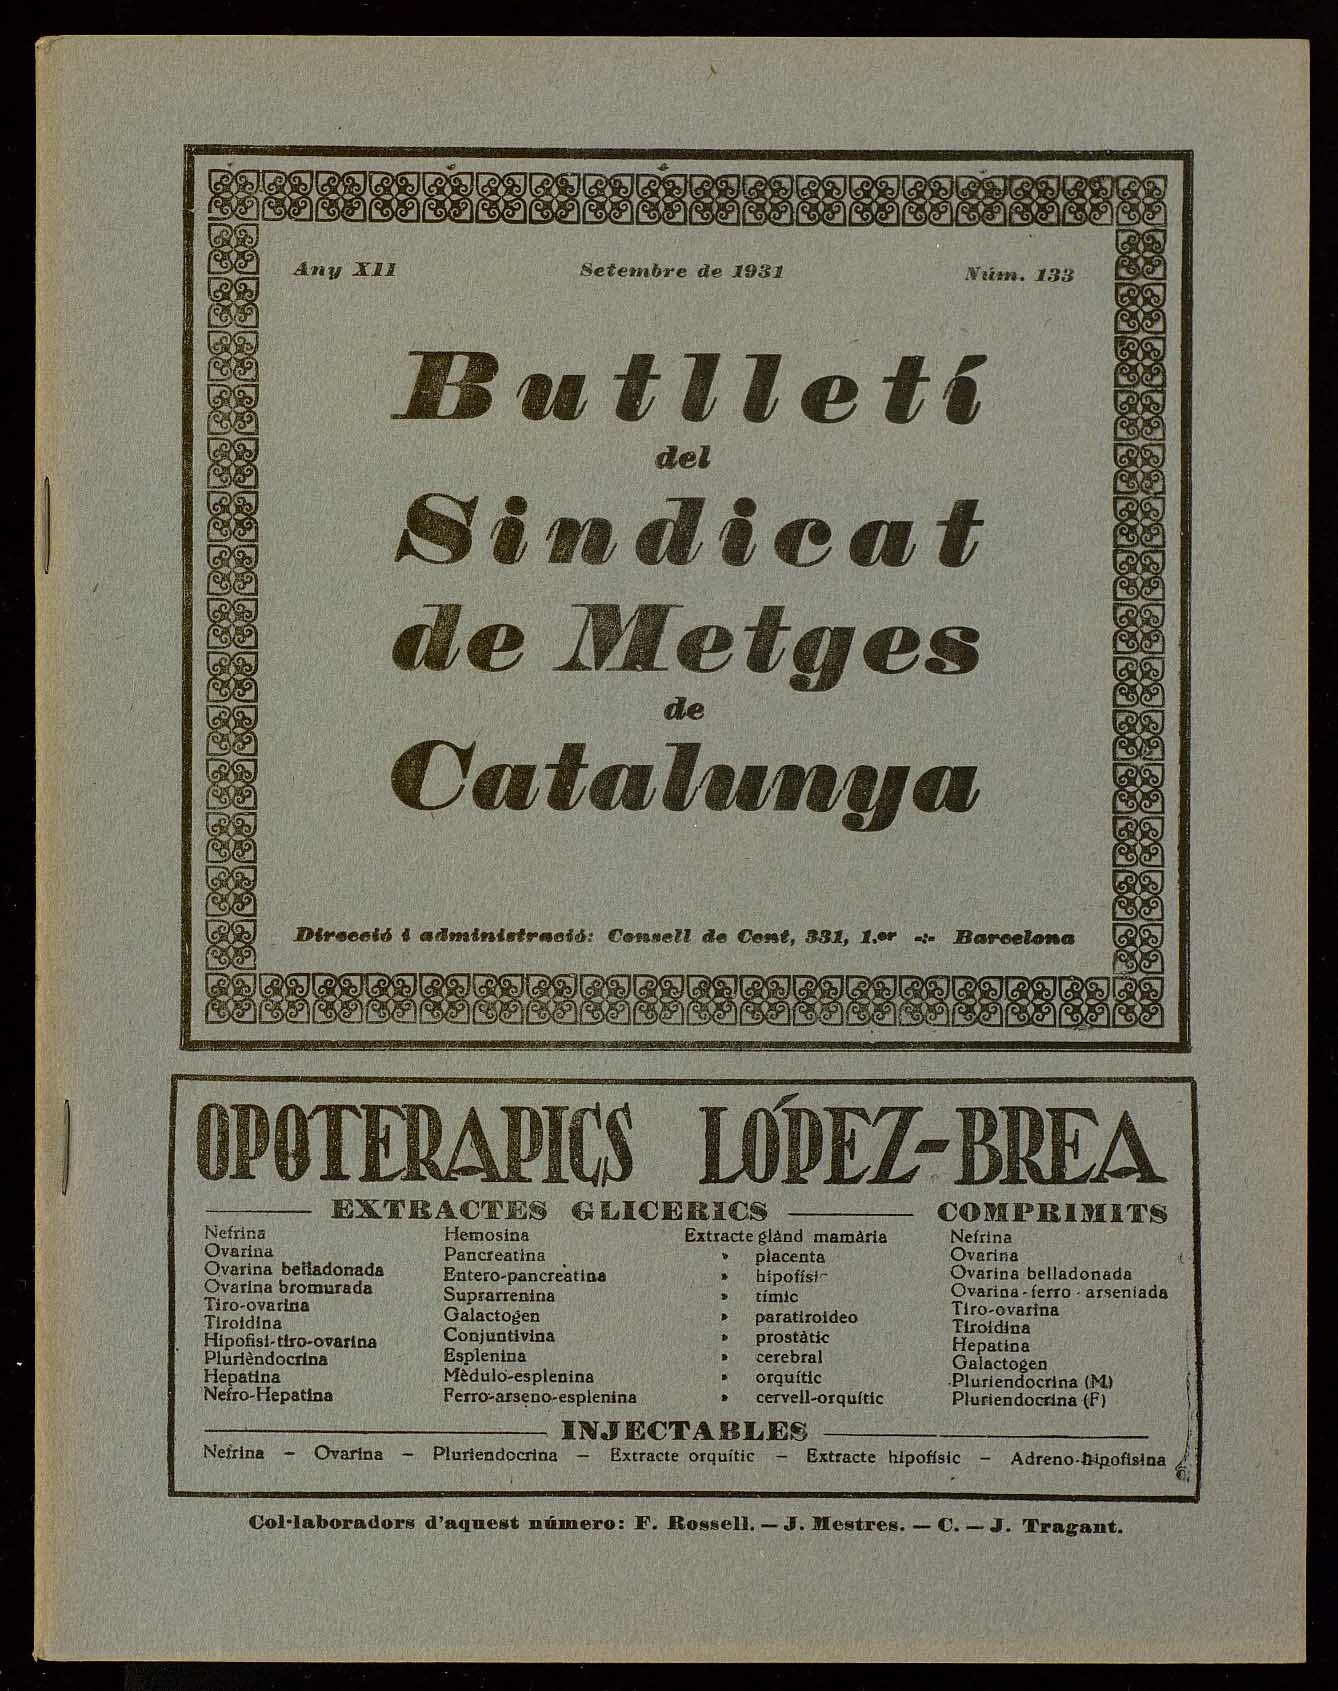 Any XII Setembre de 1931 Núm. 133
Butlletí
del
Sindicat
de Metges
de
Catalunya
Direcció i administració: Consell de Cent, 331, 1.er -:- Barcelona
OPOTERAPICS LÓPEZ-BREA
EXTRACTES GLICERICS
Nefrina
Ovarina
Ovarina belladonada
Ovarina bromurada
Tiro-ovarina
Tiroidina
Hipofisi-tiro-ovarina
Plurièndocrina
Hepatina
Nefro-Hepatina
Hemosina
Pancreatina
Entero-pancreàtina
Suprarrenina
Galactogen
Conjuntivina
Esplenina
Mèdulo-esplenina
Ferro-arseno-esplenina
Extracte glànd mamària
» placenta
» hipofísic
» tímic
» paratiroideo
» prostàtic
» cerebral
» orquític
» cervell-orquític
COMPRIMITS
Nefrina
Ovarina
Ovarina belladonada
Ovarina-ferro-arseniada
Tiro-ovarina
Tiroidina
Hepatina
Galactogen
Pluriendocrina (M)
Pluriendocrina (F)
INJECTABLES
Nefrina – Ovarina – Pluriendocrina – Extracte orquític – Extracte hipofísic – Adreno-hipofisina
Col·laboradors d'aquest número: F. Rossell. — J. Mestres. — C. — J. Tragant.